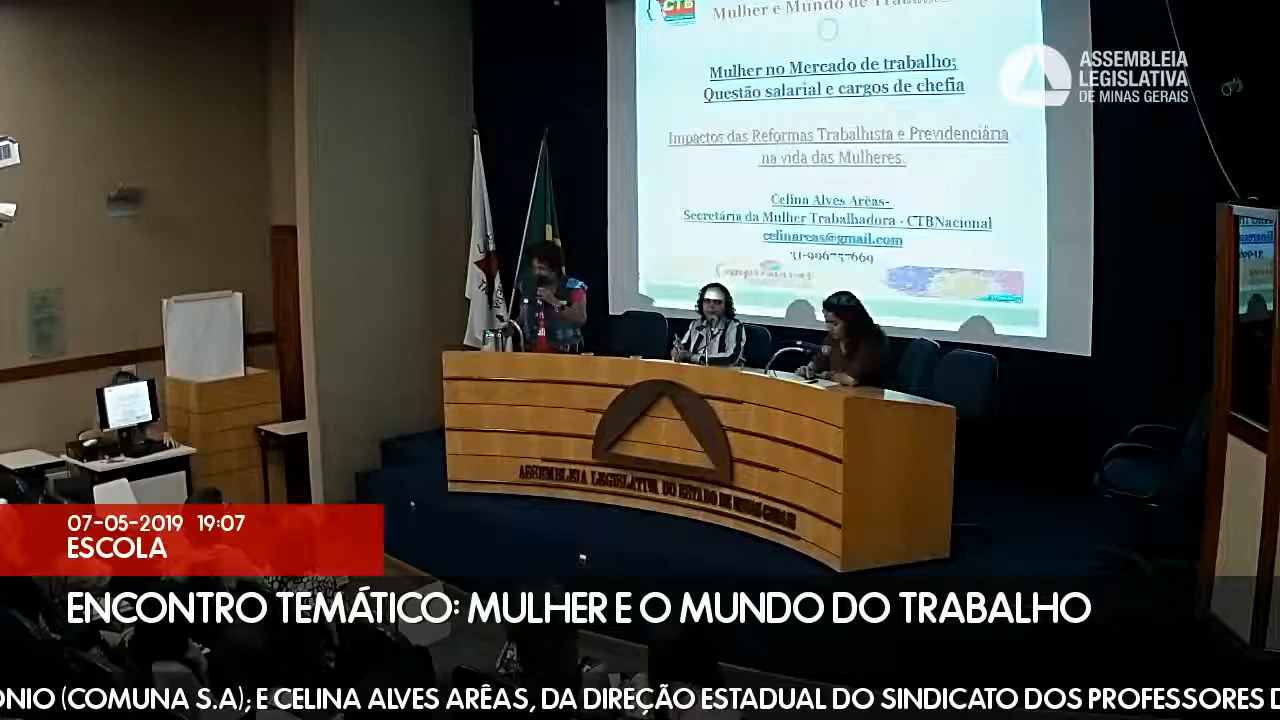 CTB
Mulher e Mundo de
ASSEMBLEIA
LEGISLATIVA
DE MINAS GERAIS
Mulher no Mercado de trabalho;
Questão salarial e cargos de chefia
Impactos das Reformas Trabalhista e Previdenciária
na vida das Mulheres.
Celina Alves Arêas-
Secretária da Mulher Trabalhadora - CTBNacional
celinareas@gmail.com
ASSEMBLEIA LEGISLATIVA DO ESTADO DE MINAS GERAIS
07-05-2019 19:07
ESCOLA
ENCONTRO TEMÁTICO: MULHER E O MUNDO DO TRABALHO
ONIO (COMUNA S.A); E CELINA ALVES ARÊAS, DA DIREÇÃO ESTADUAL DO SINDICATO DOS PROFESSORES D